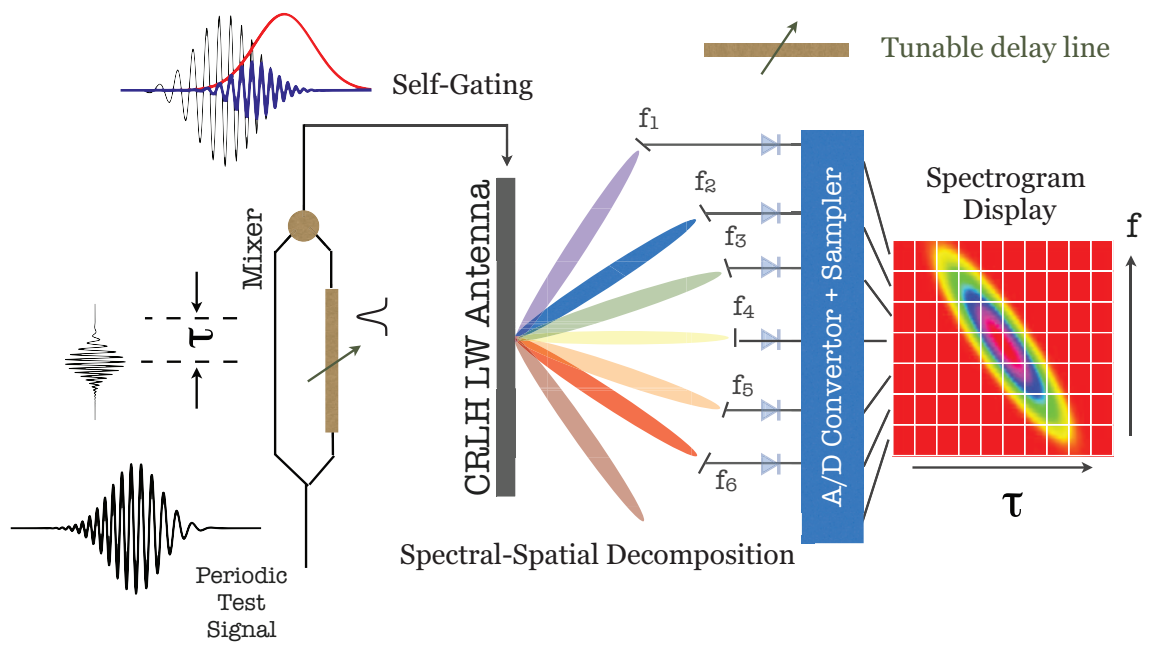 Tunable delay line
Self-Gating
f1
f2
f3
f4
f5
f6
Mixer
τ
CRLH LW Antenna
A/D Convertor + Sampler
Spectrogram
Display
f
τ
Spectral-Spatial Decomposition
Periodic
Test
Signal